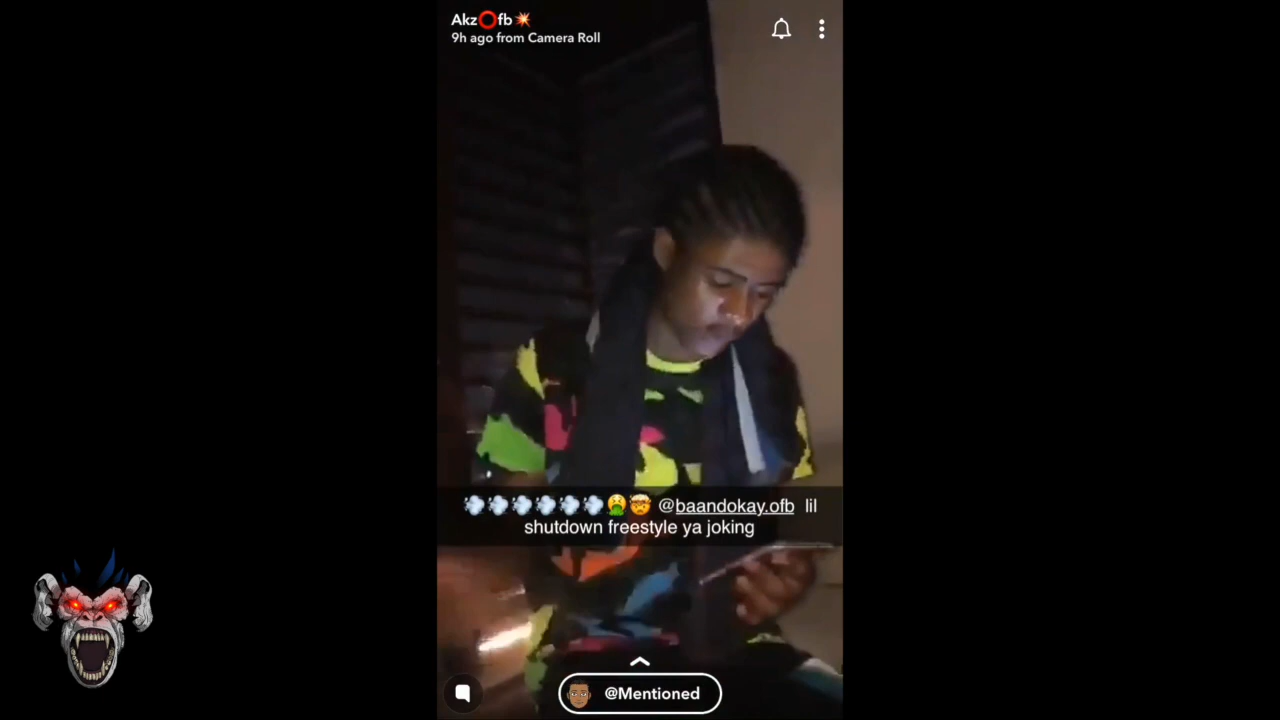 Akz⭕fb💥
9h ago from Camera Roll
💨💨💨💨💨💨🤮🤯 @baandokay.ofb lil
shutdown freestyle ya joking
@Mentioned